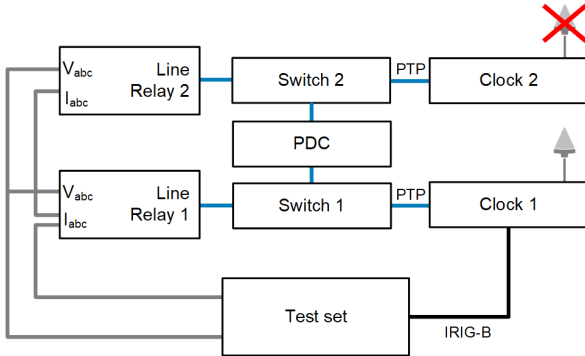 Vabc
Iabc
Line
Relay 2
Switch 2
PTP
Clock 2
PDC
Vabc
Iabc
Line
Relay 1
Switch 1
PTP
Clock 1
Test set
IRIG-B